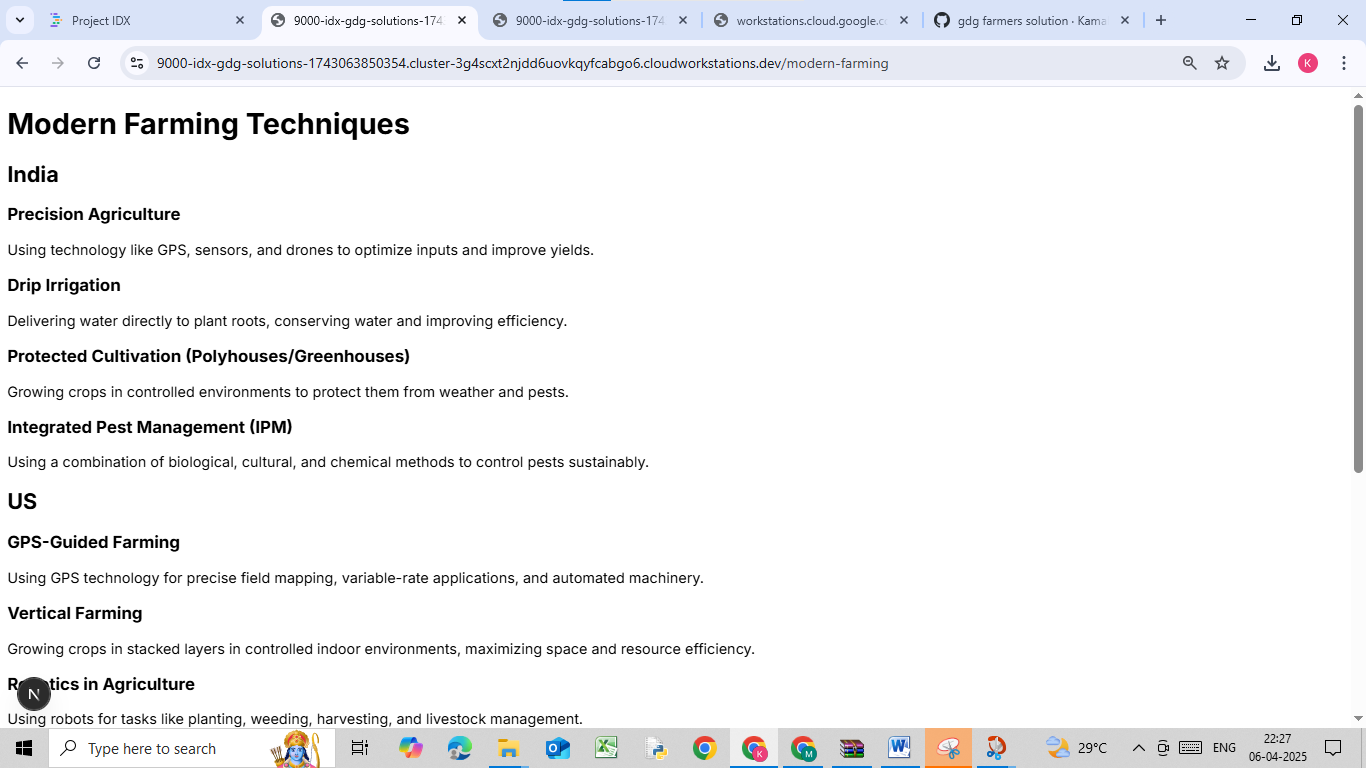 Project IDX
9000-idx-gdg-solutions-174
9000-idx-gdg-solutions-174
workstations.cloud.google.c
gdg farmers solution · Kama
9000-idx-gdg-solutions-1743063850354.cluster-3g4scxt2njdd6uovkqyfcabgo6.cloudworkstations.dev/modern-farming
K
Modern Farming Techniques
India
Precision Agriculture
Using technology like GPS, sensors, and drones to optimize inputs and improve yields.
Drip Irrigation
Delivering water directly to plant roots, conserving water and improving efficiency.
Protected Cultivation (Polyhouses/Greenhouses)
Growing crops in controlled environments to protect them from weather and pests.
Integrated Pest Management (IPM)
Using a combination of biological, cultural, and chemical methods to control pests sustainably.
US
GPS-Guided Farming
Using GPS technology for precise field mapping, variable-rate applications, and automated machinery.
Vertical Farming
Growing crops in stacked layers in controlled indoor environments, maximizing space and resource efficiency.
N
in Agriculture
Using robots for tasks like planting, weeding, harvesting, and livestock management.
Type here to search
29°C
ENG
22:27
06-04-2025